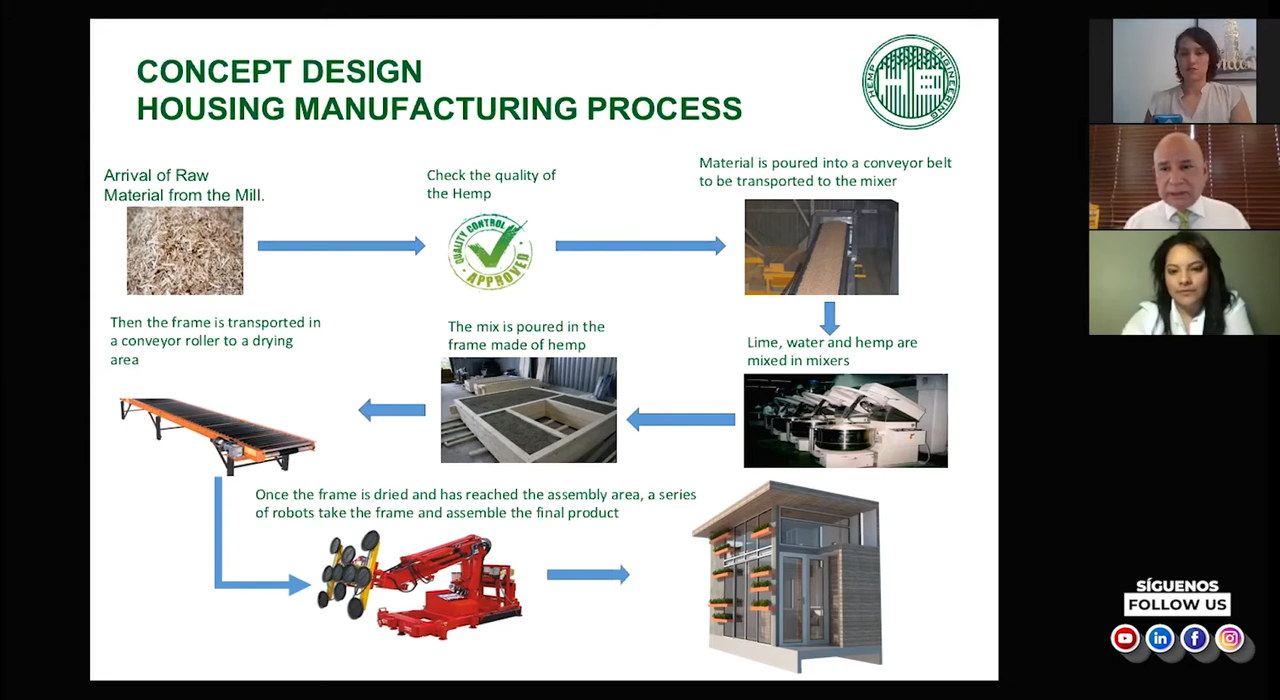 CONCEPT DESIGN
HOUSING MANUFACTURING PROCESS
HEMP ENGINEERING
HE
Arrival of Raw
Material from the Mill.
Check the quality of
the Hemp
QUALITY CONTROL
APPROVED
Material is poured into a conveyor belt
to be transported to the mixer
Lime, water and hemp are
mixed in mixers
The mix is poured in the
frame made of hemp
Then the frame is transported in
a conveyor roller to a drying
area
Once the frame is dried and has reached the assembly area, a series
of robots take the frame and assemble the final product
SÍGUENOS
FOLLOW US